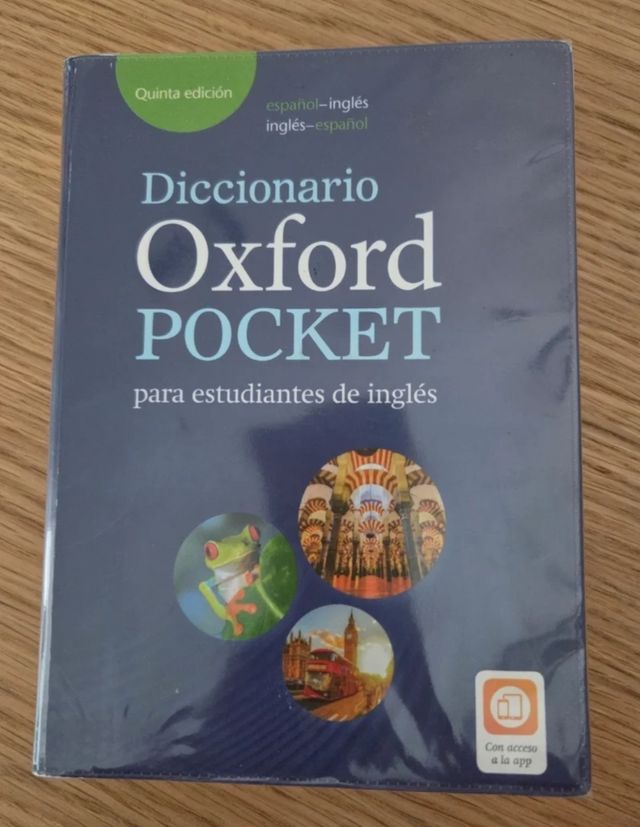 Quinta edición
español–inglés
inglés–español
Diccionario
Oxford
POCKET
para estudiantes de inglés
Con acceso
a la app